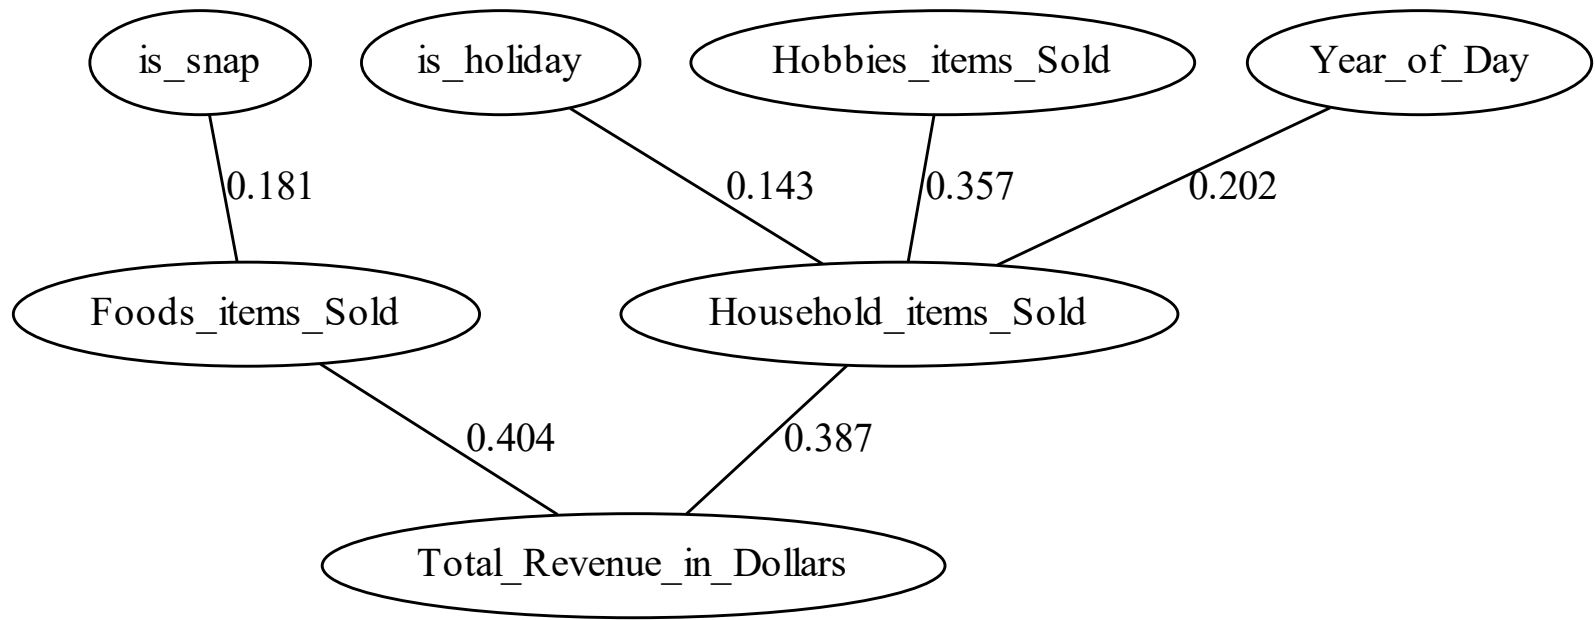 is_snap
is_holiday
Hobbies_items_Sold
Year_of_Day
0.181
0.143
0.357
0.202
Foods_items_Sold
Household_items_Sold
0.404
0.387
Total_Revenue_in_Dollars